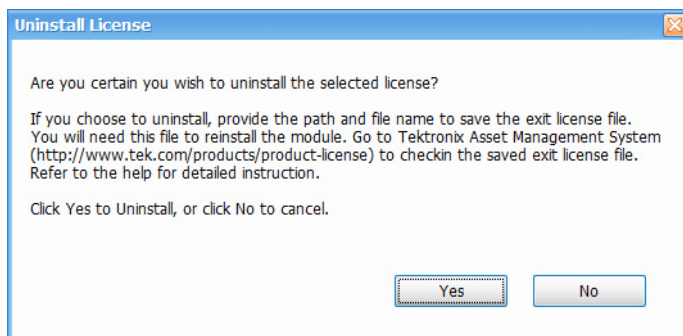 Uninstall License
Are you certain you wish to uninstall the selected license?
If you choose to uninstall, provide the path and file name to save the exit license file.
You will need this file to reinstall the module. Go to Tektronix Asset Management System
(http://www.tek.com/products/product-license) to checkin the saved exit license file.
Refer to the help for detailed instruction.
Click Yes to Uninstall, or click No to cancel.
Yes
No